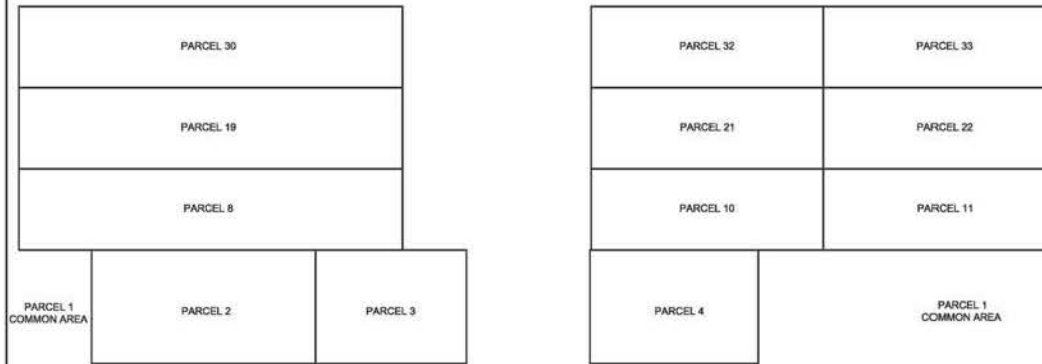 PARCEL 30
PARCEL 32
PARCEL 33
PARCEL 19
PARCEL 21
PARCEL 22
PARCEL 8
PARCEL 10
PARCEL 11
PARCEL 1
COMMON AREA
PARCEL 2
PARCEL 3
PARCEL 4
PARCEL 1
COMMON AREA